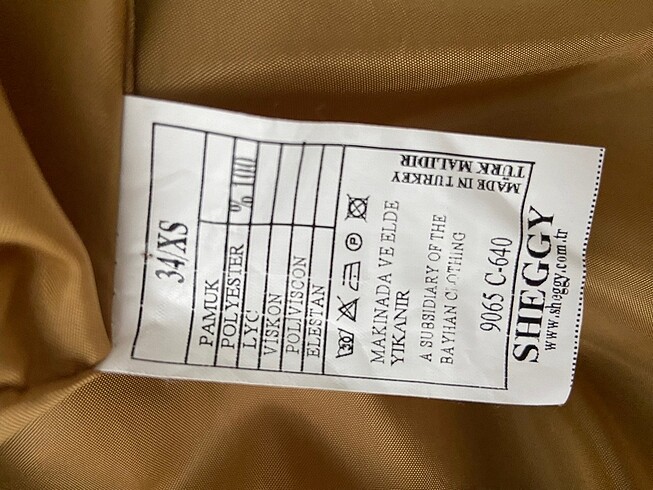 34/XS
PAMUK
POLYESTER % 100
LYC
VISKON
POLIVISCON
ELESTAN
MAKINADA VE ELDE
YIKANIR
A SUBSIDIARY OF THE
BAYHAN CLOTHING
9065 C-640
SHEGGY
www.sheggy.com.tr
MADE IN TURKEY
TÜRK MALIDIR